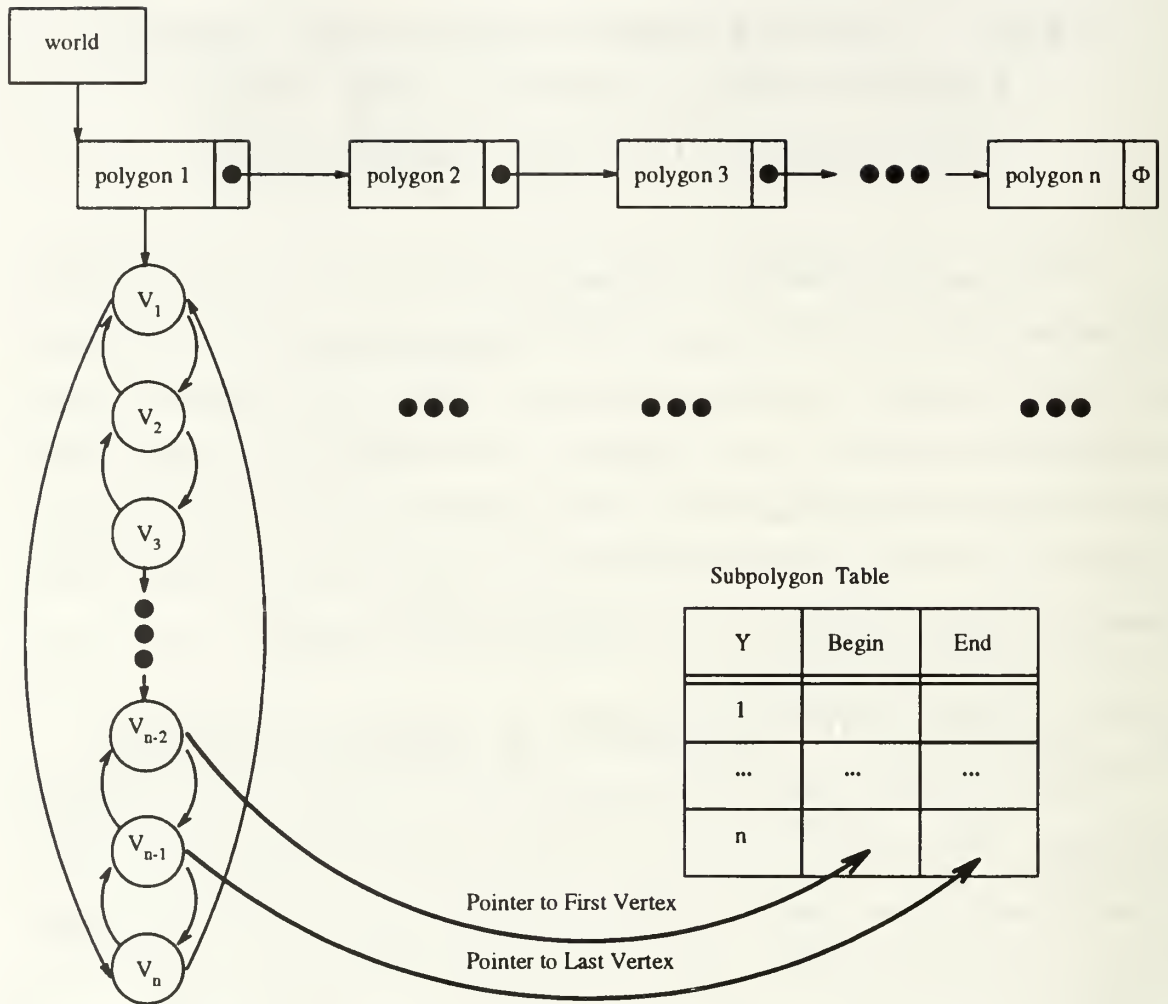 world
polygon 1
polygon 2
polygon 3
polygon n Φ
V1
V2
V3
Subpolygon Table
Y Begin End
1
... ... ...
n
Vn-2
Vn-1
Vn
Pointer to First Vertex
Pointer to Last Vertex